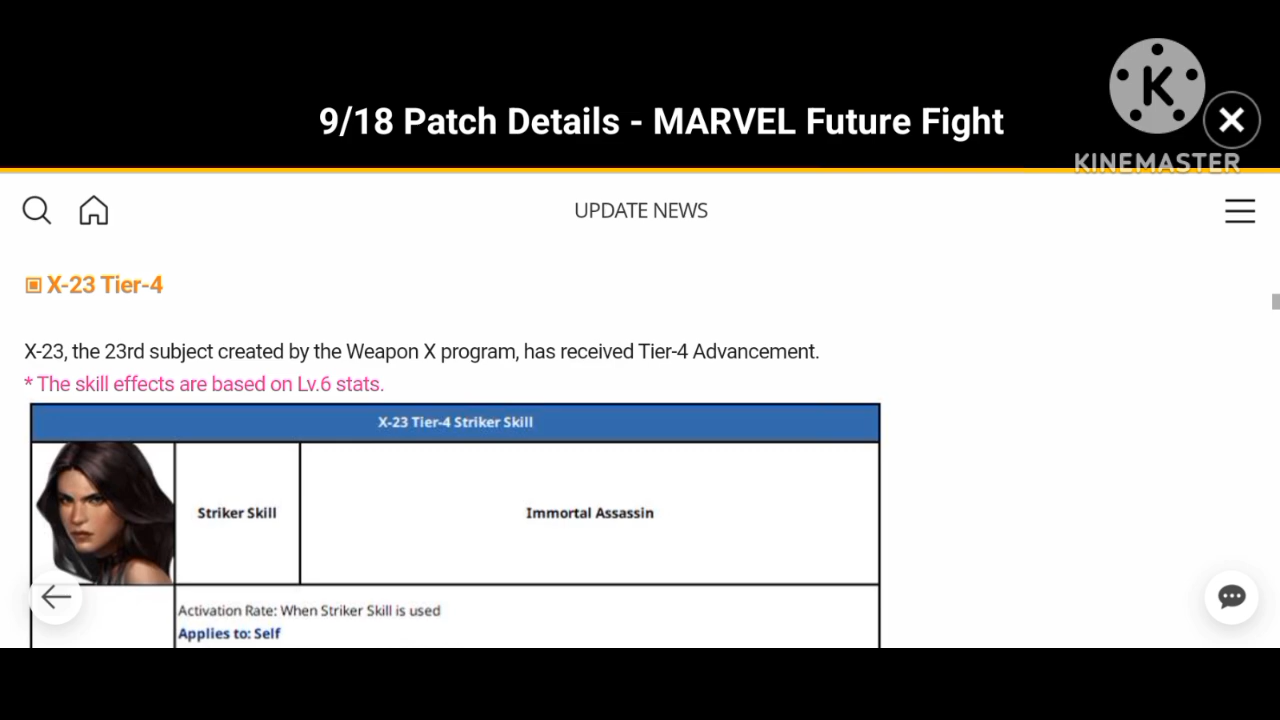 9/18 Patch Details - MARVEL Future Fight
K
KINEMASTER
UPDATE NEWS
X-23 Tier-4
X-23, the 23rd subject created by the Weapon X program, has received Tier-4 Advancement.
* The skill effects are based on Lv.6 stats.
X-23 Tier-4 Striker Skill
Striker Skill
Immortal Assassin
Activation Rate: When Striker Skill is used
Applies to: Self